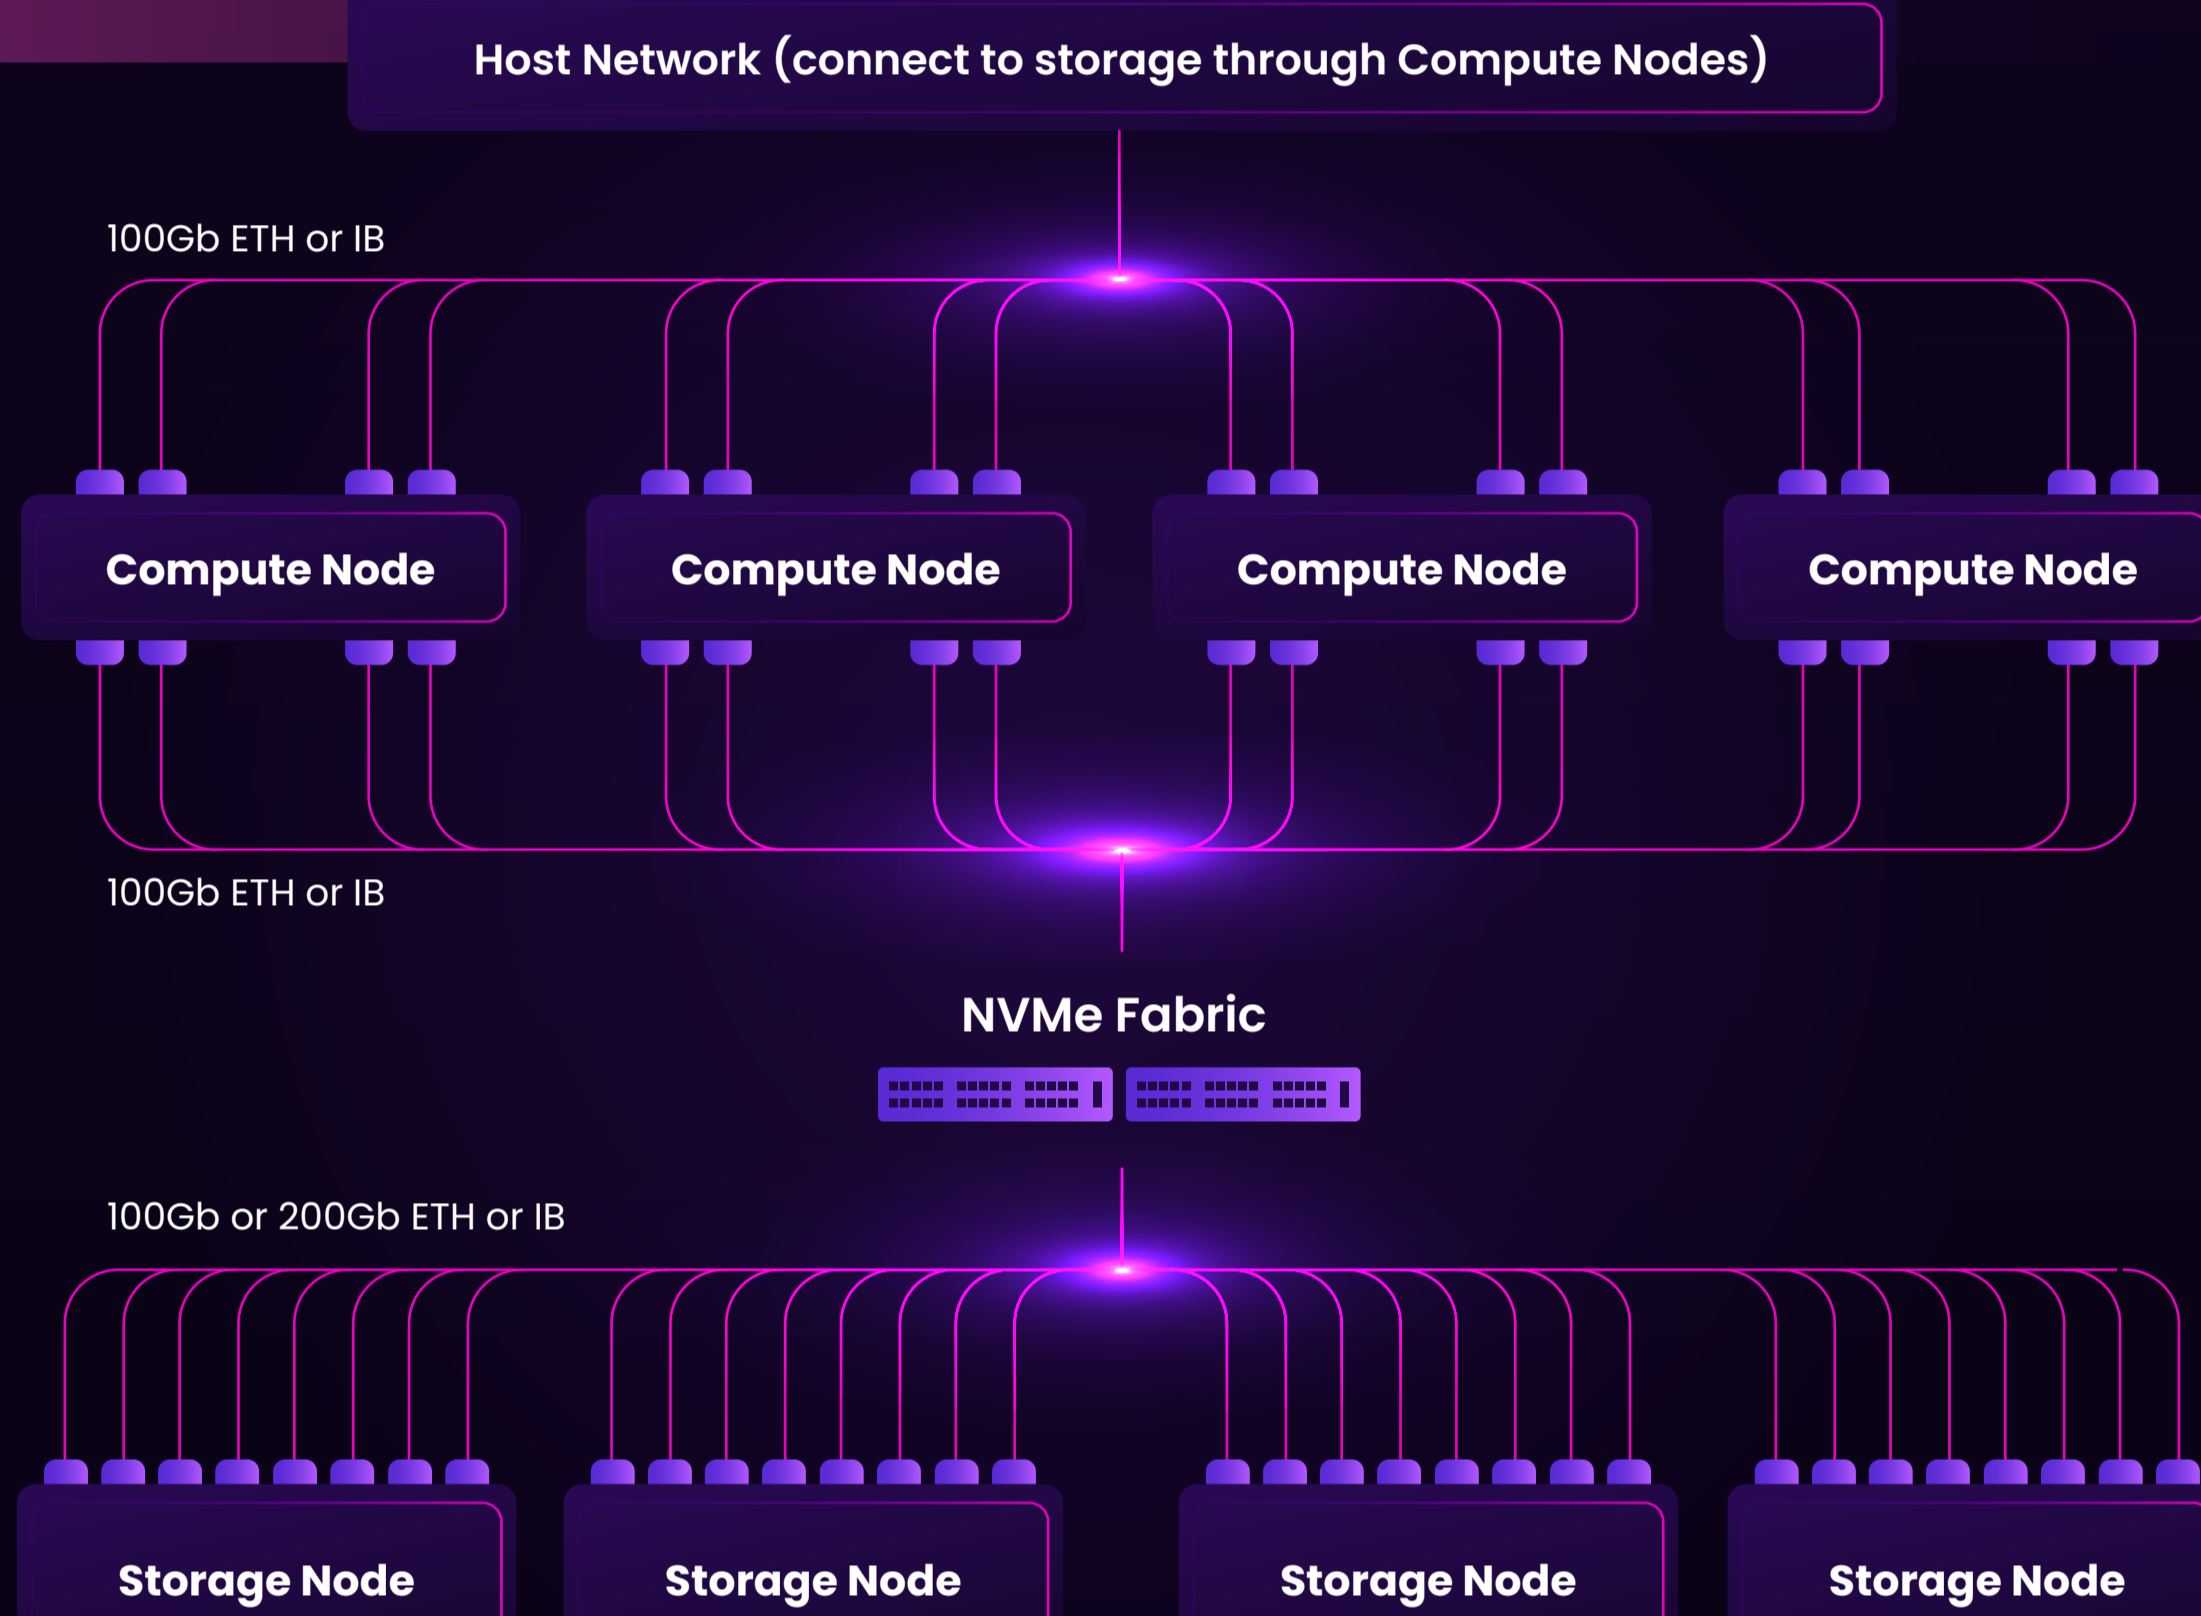 Host Network (connect to storage through Compute Nodes)
100Gb ETH or IB
Compute Node
Compute Node
Compute Node
Compute Node
100Gb ETH or IB
NVMe Fabric
100Gb or 200Gb ETH or IB
Storage Node
Storage Node
Storage Node
Storage Node